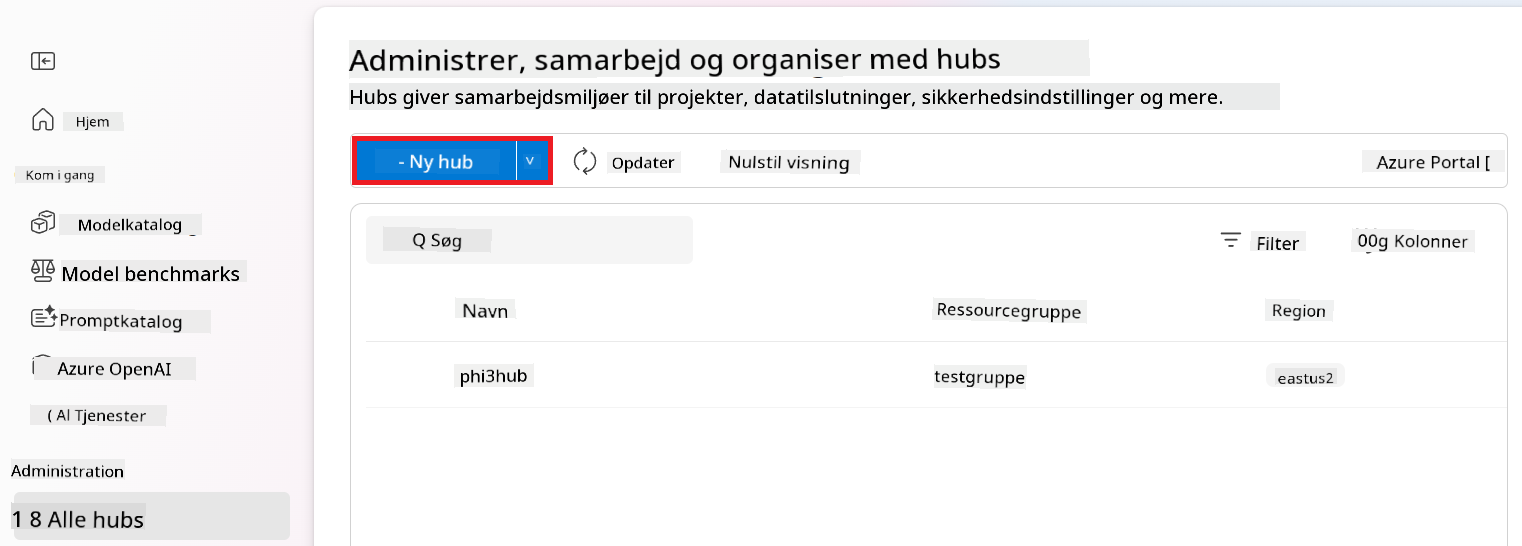 Hjem
Kom i gang
Modelkatalog
Model benchmarks
Promptkatalog
Azure OpenAI
( Al Tjenester
Administration
1 8 Alle hubs
Administrer, samarbejd og organiser med hubs
Hubs giver samarbejdsmiljøer til projekter, datatilslutninger, sikkerhedsindstillinger og mere.
- Ny hub v Opdater Nulstil visning Azure Portal [
Q Søg Filter 00g Kolonner
Navn Ressourcegruppe Region
phi3hub testgruppe eastus2